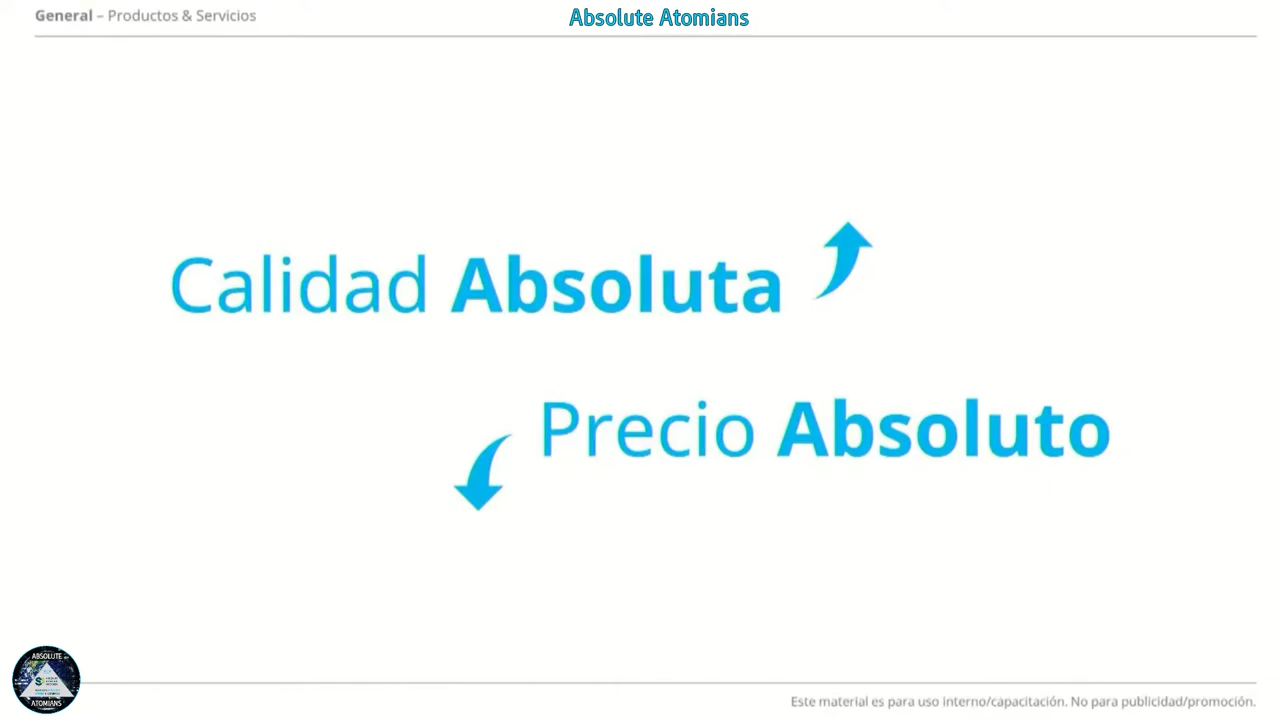 General – Productos & Servicios
Absolute Atomians
Calidad Absoluta
Precio Absoluto
ABSOLUTE
ATOMIANS
Este material es para uso interno/capacitación. No para publicidad/promoción.